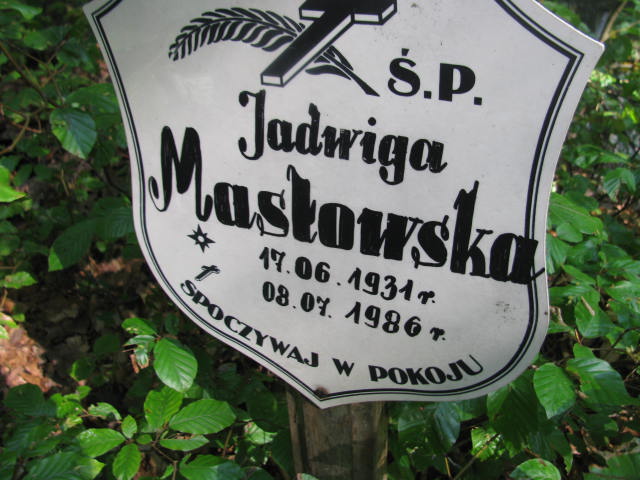 Ś.P.
Jadwiga
Masłowska
17.06.1931 r.
08.07.1986 r.
SPOCZYWAJ W POKOJU